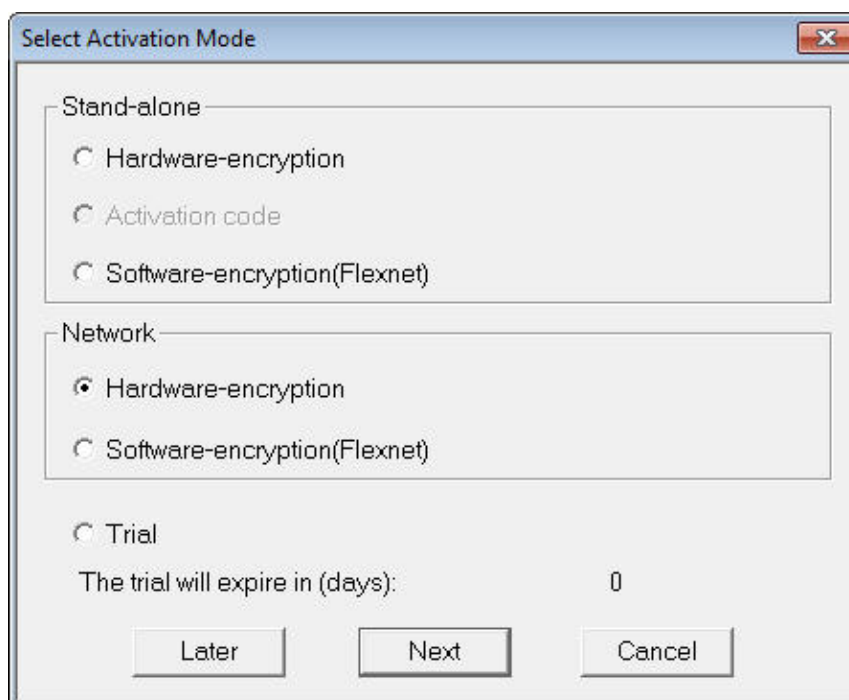 Select Activation Mode
Stand-alone
Hardware-encryption
Activation code
Software-encryption(Flexnet)
Network
Hardware-encryption
Software-encryption(Flexnet)
Trial
The trial will expire in (days): 0
Later Next Cancel